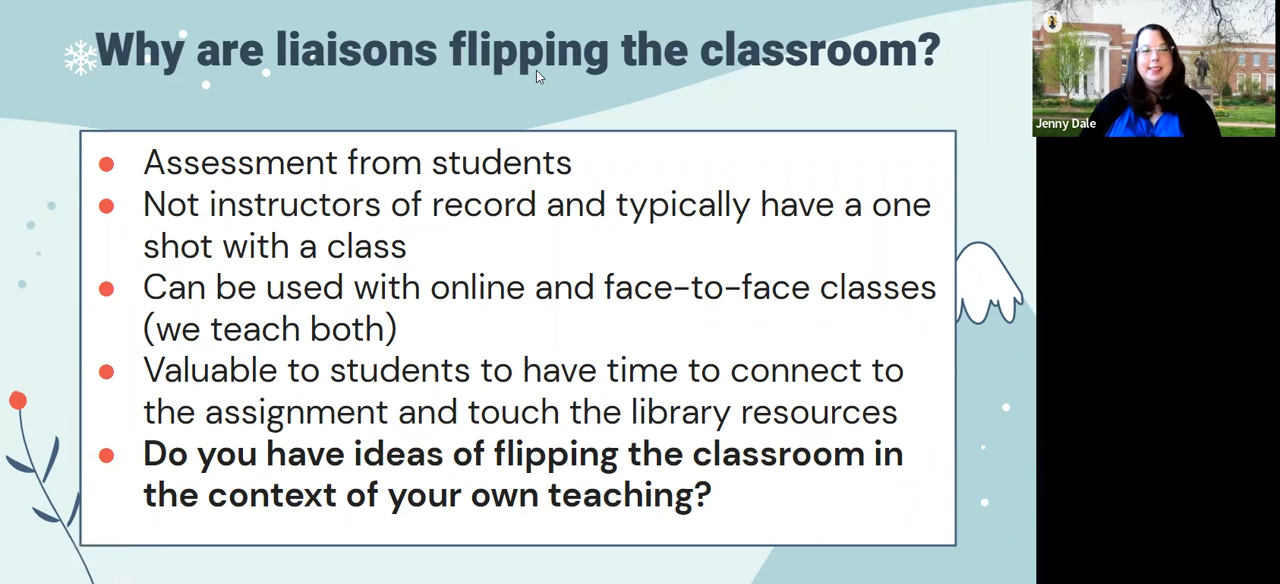 Why are liaisons flipping the classroom?
Jenny Dale
Assessment from students
Not instructors of record and typically have a one
shot with a class
Can be used with online and face-to-face classes
(we teach both)
Valuable to students to have time to connect to
the assignment and touch the library resources
Do you have ideas of flipping the classroom in
the context of your own teaching?